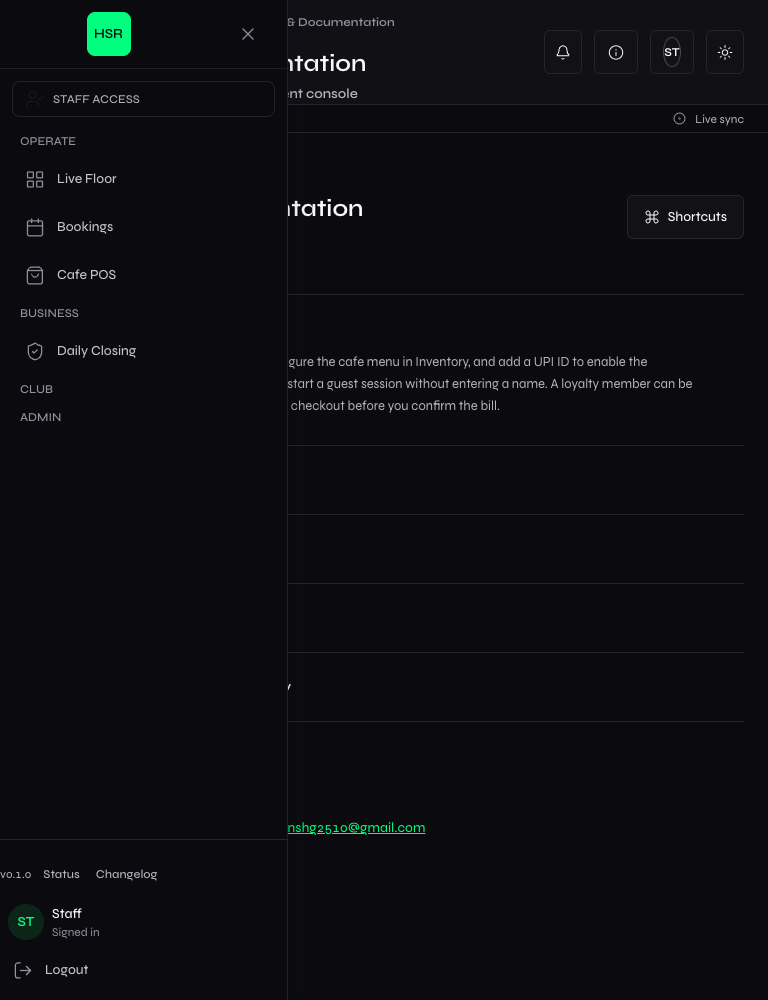 HSR
STAFF ACCESS
OPERATE
Live Floor
Bookings
Cafe POS
BUSINESS
Daily Closing
CLUB
ADMIN
v0.1.0 Status Changelog
ST
Staff
Signed in
Logout
& Documentation
ntation
ent console
ST
Live sync
ntation
Shortcuts
gure the cafe menu in Inventory, and add a UPI ID to enable the
start a guest session without entering a name. A loyalty member can be
checkout before you confirm the bill.
y
nshg2510@gmail.com